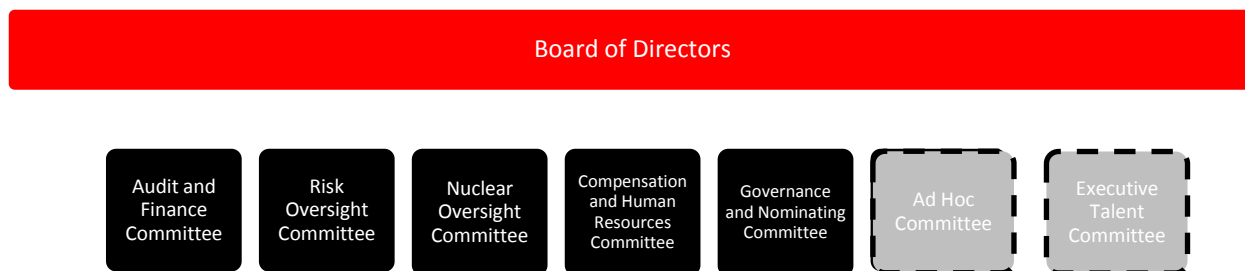 Board of Directors
Audit and
Finance
Committee
Risk
Oversight
Committee
Nuclear
Oversight
Committee
Compensation
and Human
Resources
Committee
Governance
and Nominating
Committee
Ad Hoc
Committee
Executive
Talent
Committee